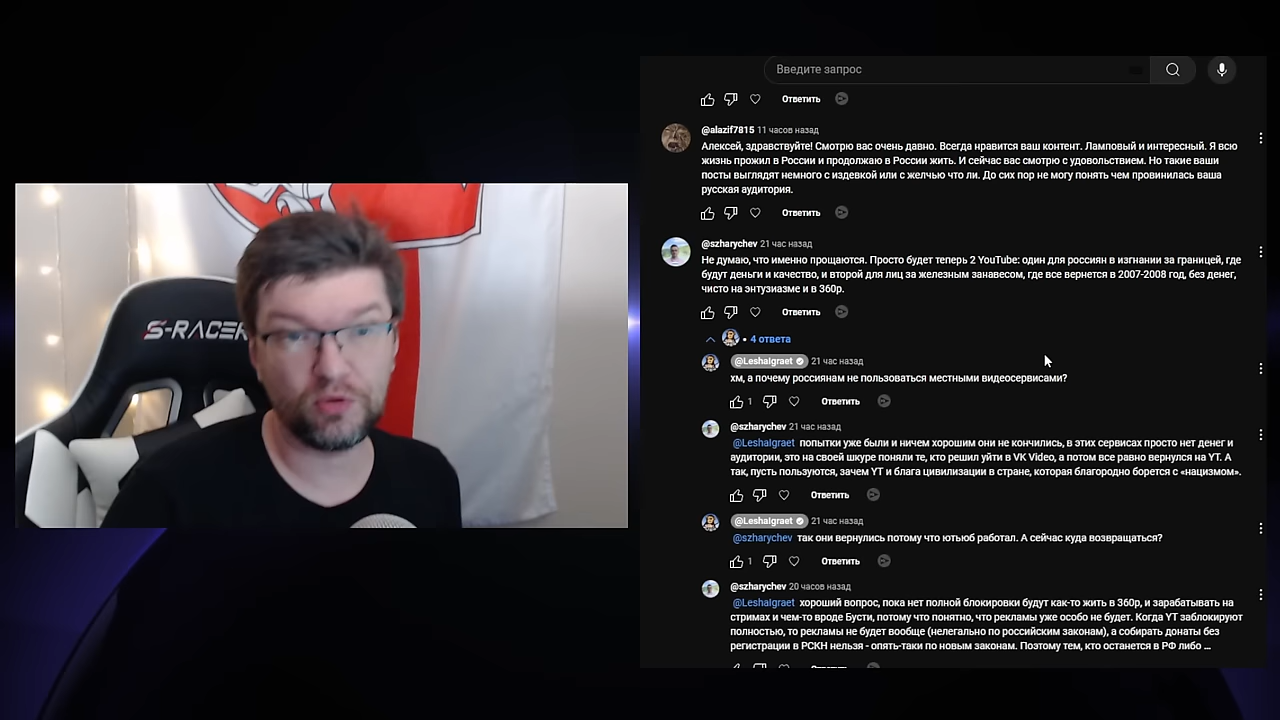 S-RACER
Введите запрос
Ответить
@alazif7815 11 часов назад
Алексей, здравствуйте! Смотрю вас очень давно. Всегда нравится ваш контент. Ламповый и интересный. Я всю
жизнь прожил в России и продолжаю в России жить. И сейчас вас смотрю с удовольствием. Но такие ваши
посты выглядят немного с издевкой или с желчью что ли. До сих пор не могу понять чем провинилась ваша
русская аудитория.
Ответить
@szharychev 21 час назад
Не думаю, что именно прощаются. Просто будет теперь 2 YouTube: один для россиян в изгнании за границей, где
будут деньги и качество, и второй для лиц за железным занавесом, где все вернется в 2007-2008 год, без денег,
чисто на энтузиазме и в 360p.
Ответить
• 4 ответа
@LeshaIgraet 21 час назад
хм, а почему россиянам не пользоваться местными видеосервисами?
1 Ответить
@szharychev 21 час назад
@LeshaIgraet попытки уже были и ничем хорошим они не кончились, в этих сервисах просто нет денег и
аудитории, это на своей шкуре поняли те, кто решил уйти в VK Video, а потом все равно вернулся на YT. А
так, пусть пользуются, зачем YT и блага цивилизации в стране, которая благородно борется с «нацизмом».
Ответить
@LeshaIgraet 21 час назад
@szharychev так они вернулись потому что ютьюб работал. А сейчас куда возвращаться?
1 Ответить
@szharychev 20 часов назад
@LeshaIgraet хороший вопрос, пока нет полной блокировки будут как-то жить в 360p, и зарабатывать на
стримах и чем-то вроде Бусти, потому что понятно, что рекламы уже особо не будет. Когда YT заблокируют
полностью, то рекламы не будет вообще (нелегально по российским законам), а собирать донаты без
регистрации в РСКН нельзя - опять-таки по новым законам. Поэтому тем, кто останется в РФ либо ...